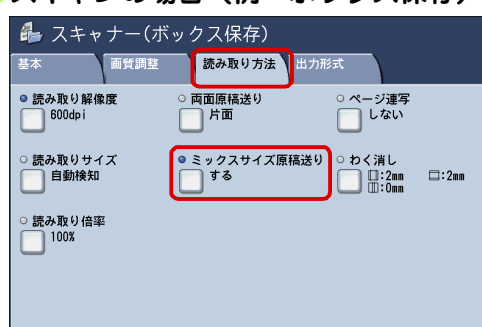 スキャナーの場合（例 ボックス保存）
スキャナー(ボックス保存)
基本 画質調整 読み取り方法 出力形式
読み取り解像度 両面原稿送り ページ連写
600dpi 片面 しない
読み取りサイズ ミックスサイズ原稿送り わく消し
自動検知 する :2mm :2mm
:0mm
読み取り倍率
100%